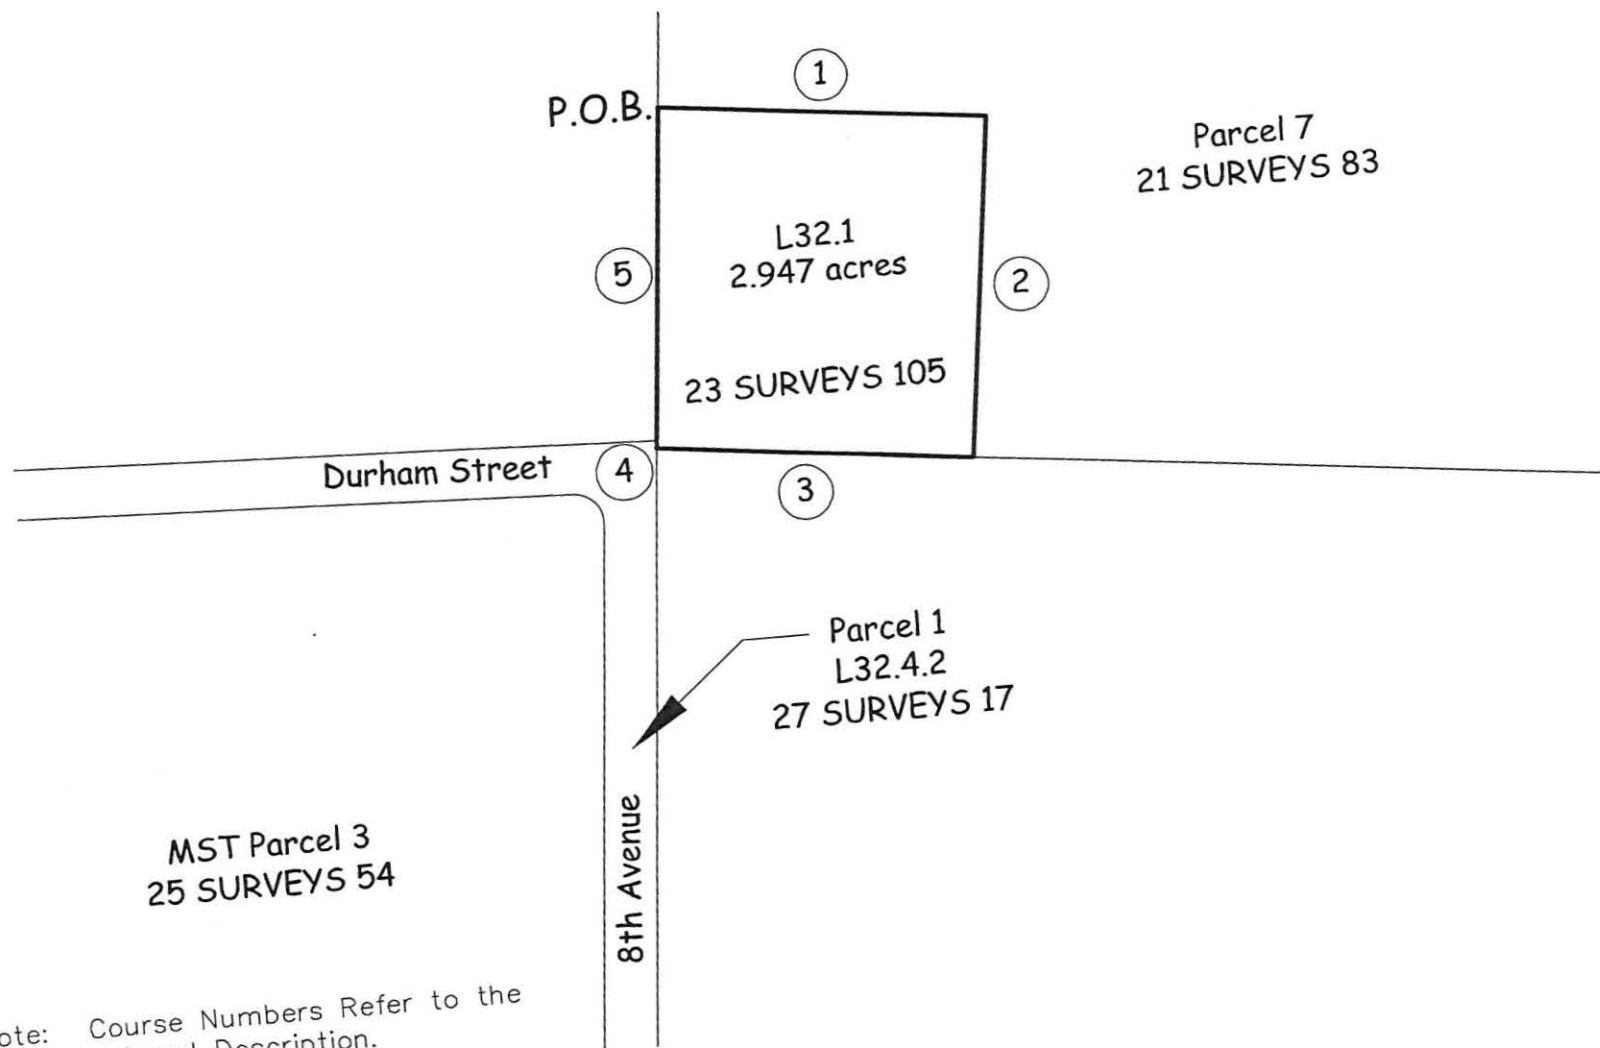 1
P.O.B.
Parcel 7
21 SURVEYS 83
L32.1
2.947 acres
5
2
23 SURVEYS 105
Durham Street
4
3
Parcel 1
L32.4.2
27 SURVEYS 17
MST Parcel 3
25 SURVEYS 54
8th Avenue
Course Numbers Refer to the
Description.